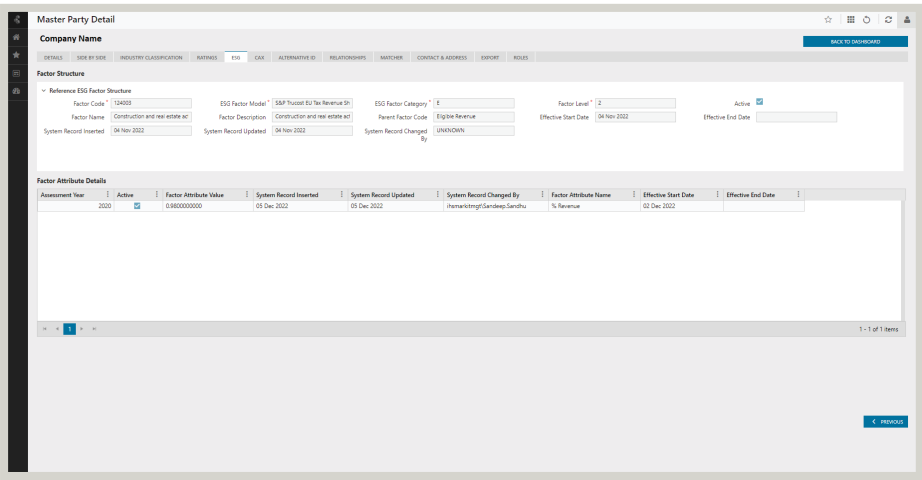 Master Party Detail
Company Name
BACK TO DASHBOARD
DETAILS SIDE BY SIDE INDUSTRY CLASSIFICATION RATINGS ESG CAX ALTERNATIVE ID RELATIONSHIPS MATCHER CONTACT & ADDRESS SXPORT ROLES
Factor Structure
Reference ESG Factor Structure
Factor Code * 124003 ESG Factor Model * S&P Trucost EU Tax Revenue Sh ESG Factor Category * E Factor Level * 2 Active
Factor Name Construction and real estate act Factor Description Construction and real estate act Parent Factor Code Eligible Revenue Effective Start Date 04 Nov 2022 Effective End Date
System Record Inserted 04 Nov 2022 System Record Updated 04 Nov 2022 System Record Changed By UNKNOWN
Factor Attribute Details
Assessment Year Active Factor Attribute Value System Record Inserted System Record Updated System Record Changed By Factor Attribute Name Effective Start Date Effective End Date
2020 0.9800000000 05 Dec 2022 05 Dec 2022 ihsmarkitmgt\Sandeep.Sandhu % Revenue 02 Dec 2022
1
1 - 1 of 1 items
PREVIOUS